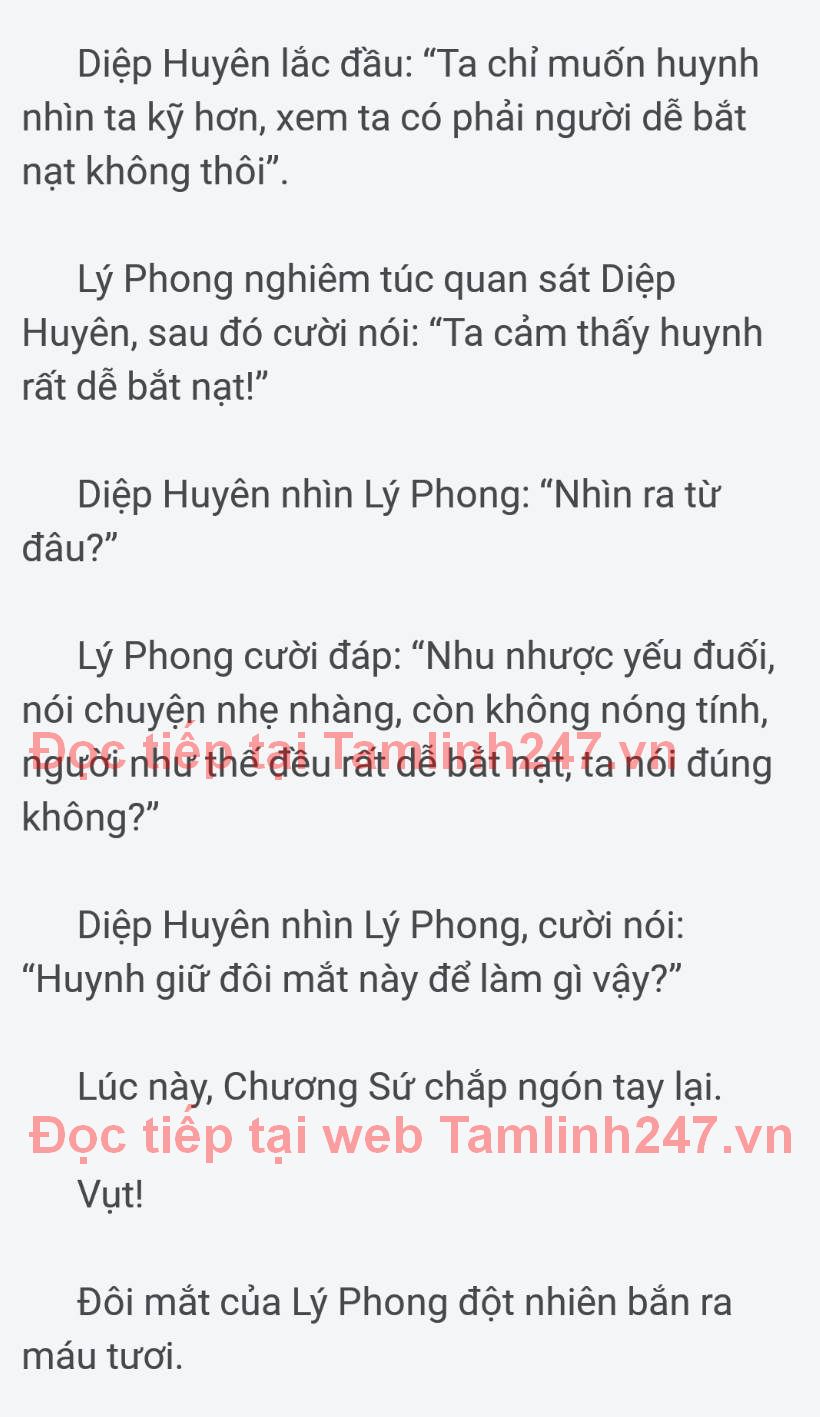 Diệp Huyên lắc đầu: “Ta chỉ muốn huynh
nhìn ta kỹ hơn, xem ta có phải người dễ bắt
nạt không thôi”.
Lý Phong nghiêm túc quan sát Diệp
Huyên, sau đó cười nói: “Ta cảm thấy huynh
rất dễ bắt nạt!”
Diệp Huyên nhìn Lý Phong: “Nhìn ra từ
đâu?”
Lý Phong cười đáp: “Nhu nhược yếu đuối,
nói chuyện nhẹ nhàng, còn không nóng tính,
Đọc tiếp tại Tamlinh247.vn
người như thế đều rất dễ bắt nạt, ta nói đúng
không?”
Diệp Huyên nhìn Lý Phong, cười nói:
“Huynh giữ đôi mắt này để làm gì vậy?”
Lúc này, Chương Sứ chắp ngón tay lại.
Đọc tiếp tại web Tamlinh247.vn
Vụt!
Đôi mắt của Lý Phong đột nhiên bắn ra
máu tươi.